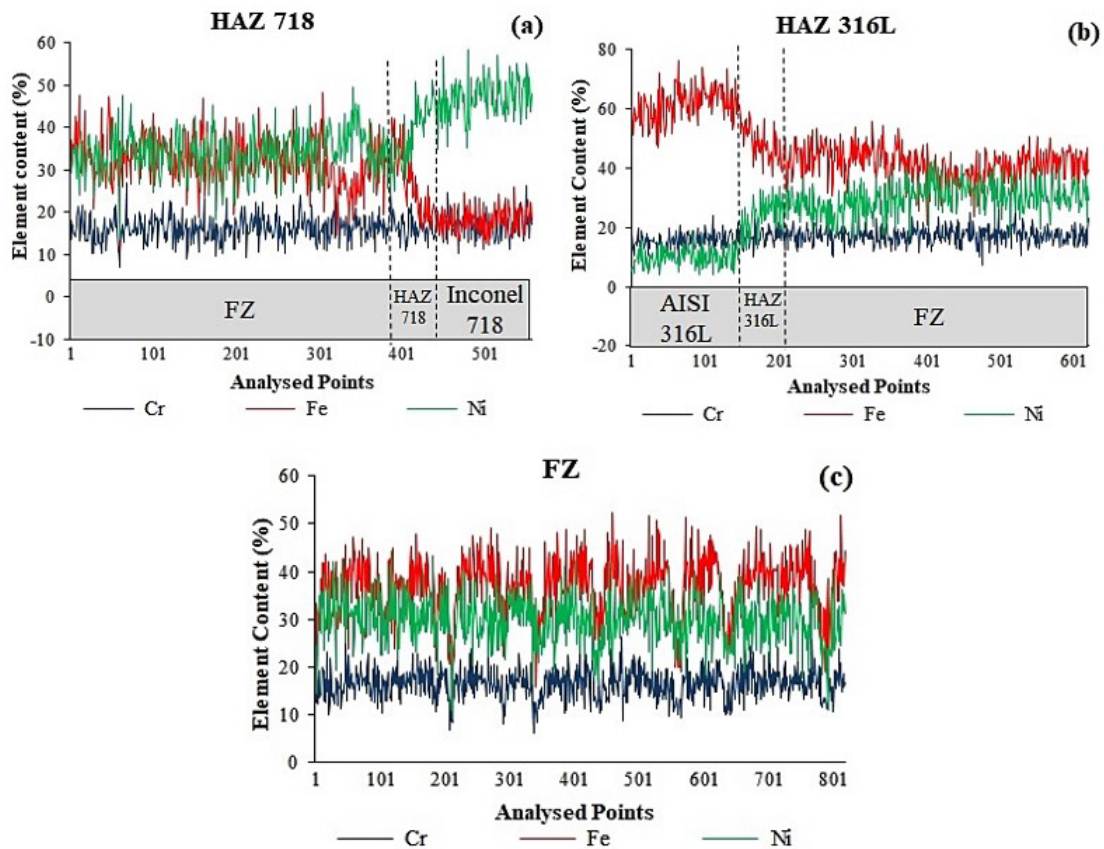 HAZ 718
(a)
Element content (%)
60
50
40
30
20
10
0
-10
FZ
HAZ
718
Inconel
718
1
101
201
301
401
501
Analysed Points
Cr
Fe
Ni
HAZ 316L
(b)
Element Content (%)
80
60
40
20
0
-20
AISI
316L
HAZ
316L
FZ
1
101
201
301
401
501
601
Analysed Points
Cr
Fe
Ni
FZ
(c)
Element Content (%)
60
50
40
30
20
10
0
1
101
201
301
401
501
601
701
801
Analysed Points
Cr
Fe
Ni